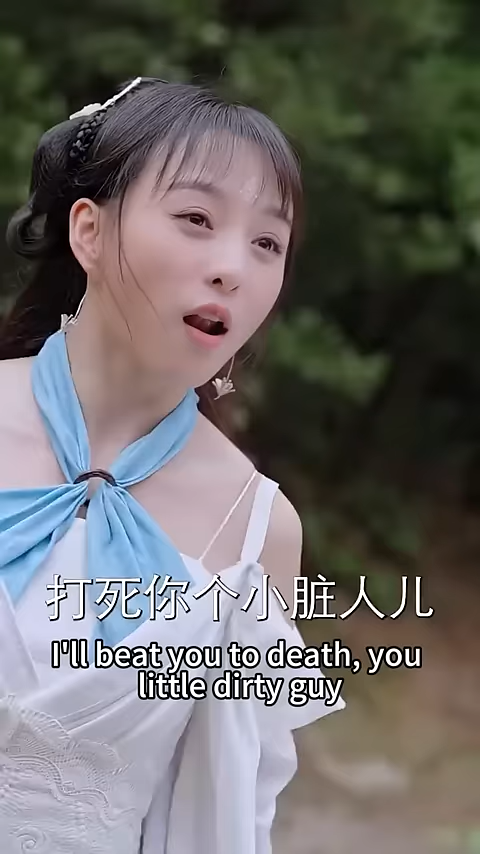 打死你个小脏人儿
I'll beat you to death, you
little dirty guy